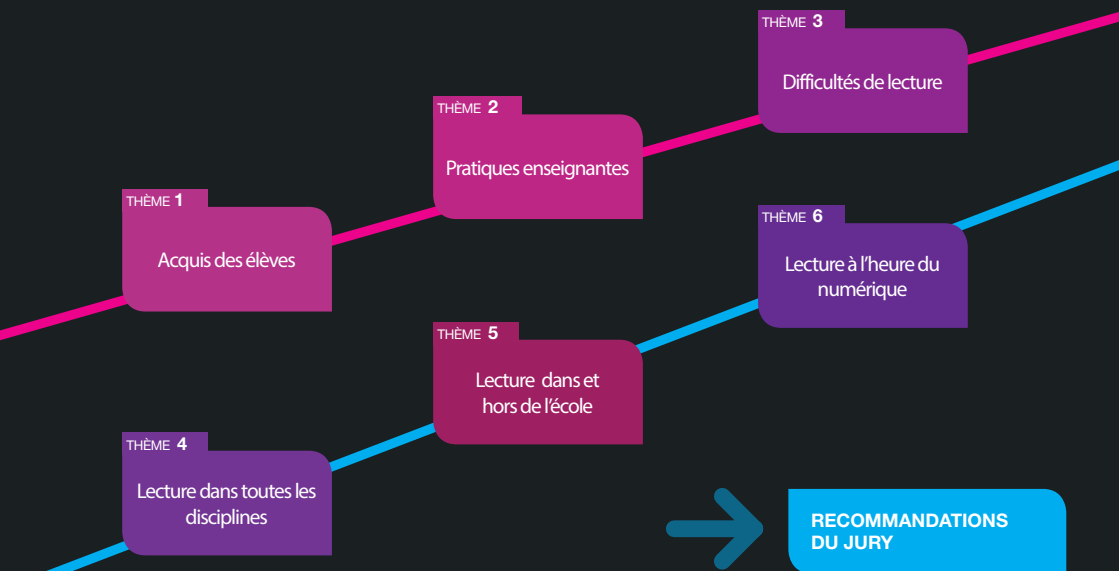 THÈME 1
Acquis des élèves
THÈME 2
Pratiques enseignantes
THÈME 3
Difficultés de lecture
THÈME 4
Lecture dans toutes les
disciplines
THÈME 5
Lecture dans et
hors de l'école
THÈME 6
Lecture à l'heure du
numérique
RECOMMANDATIONS
DU JURY